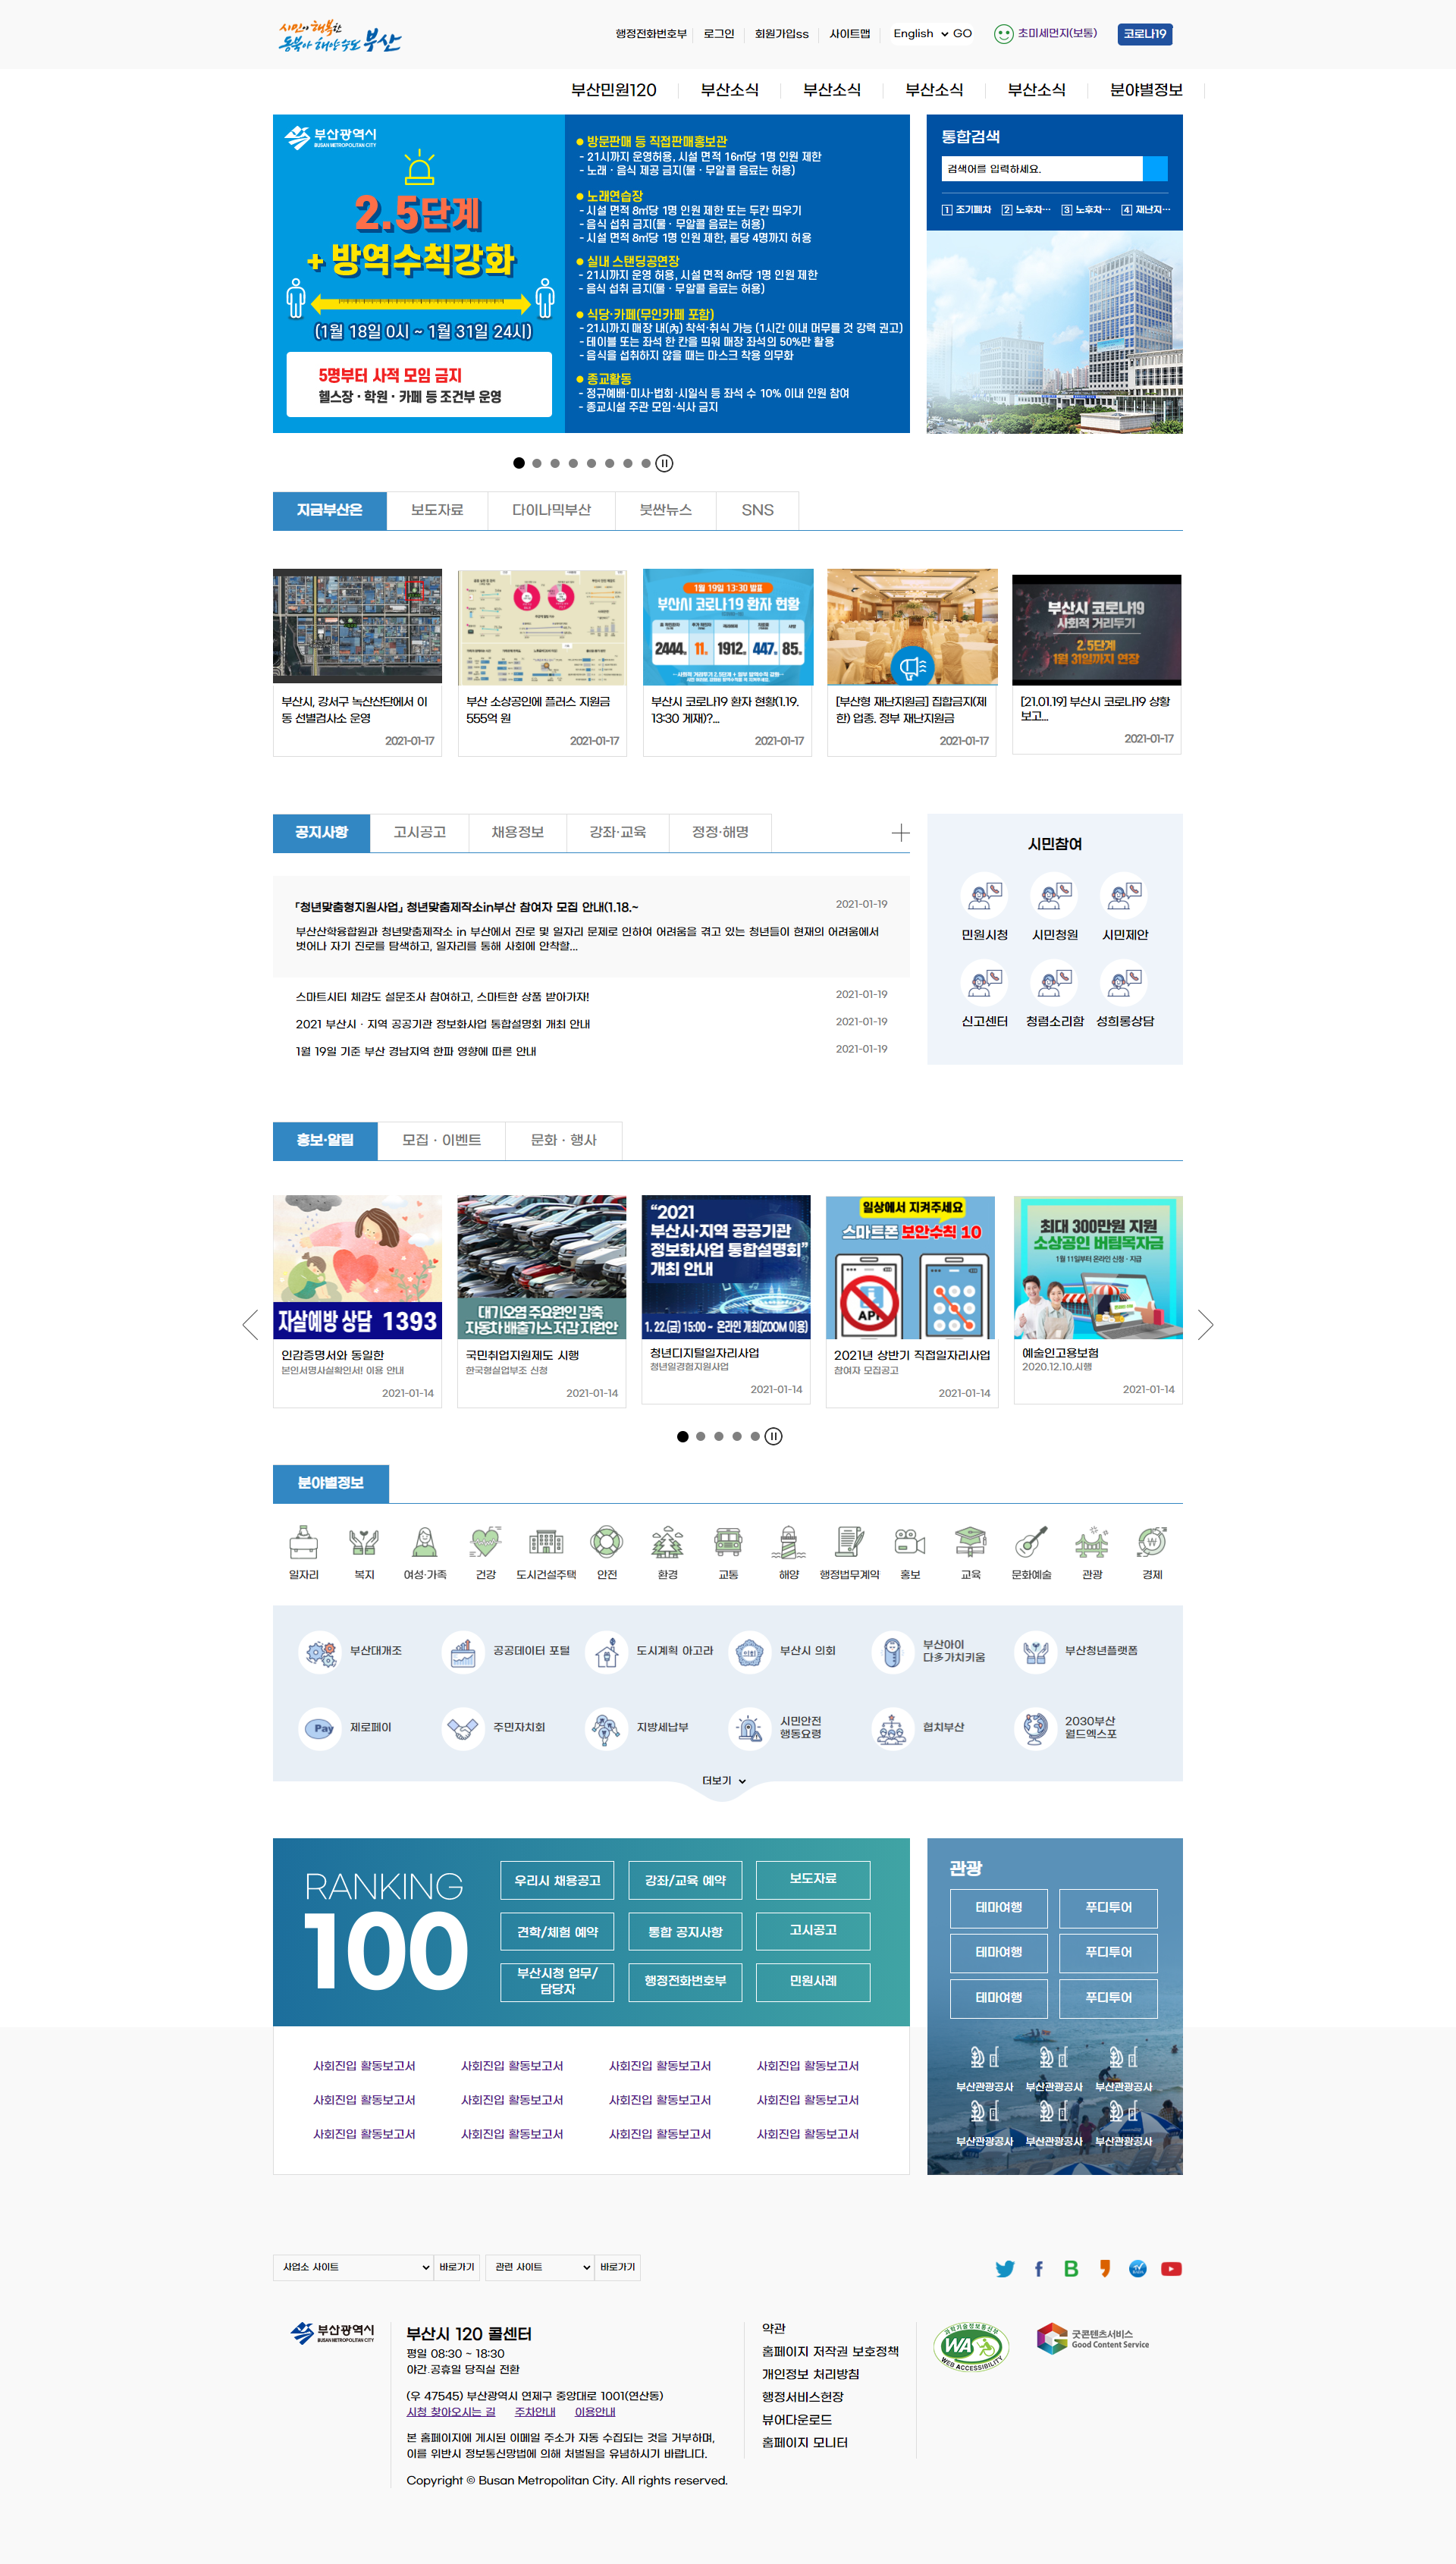 시민이 행복한
동북아 해양수도 부산
행정전화번호부 로그인 회원가입ss 사이트맵 English GO 초미세먼지(보통) 코로나19
부산민원120 부산소식 부산소식 부산소식 부산소식 분야별정보
부산광역시
BUSAN METROPOLITAN CITY
2.5단계
+ 방역수칙강화
(1월 18일 0시 ~ 1월 31일 24시)
5명부터 사적 모임 금지
헬스장 · 학원 · 카페 등 조건부 운영
● 방문판매 등 직접판매홍보관
- 21시까지 운영허용, 시설 면적 16㎡당 1명 인원 제한
- 노래 · 음식 제공 금지(물 · 무알콜 음료는 허용)
● 노래연습장
- 시설 면적 8㎡당 1명 인원 제한 또는 두칸 띄우기
- 음식 섭취 금지(물 · 무알콜 음료는 허용)
- 시설 면적 8㎡당 1명 인원 제한, 룸당 4명까지 허용
● 실내 스탠딩공연장
- 21시까지 운영 허용, 시설 면적 8㎡당 1명 인원 제한
- 음식 섭취 금지(물 · 무알콜 음료는 허용)
● 식당·카페(무인카페 포함)
- 21시까지 매장 내(內) 착석·취식 가능 (1시간 이내 머무를 것 강력 권고)
- 테이블 또는 좌석 한 칸을 띄워 매장 좌석의 50%만 활용
- 음식을 섭취하지 않을 때는 마스크 착용 의무화
● 종교활동
- 정규예배·미사·법회·시일식 등 좌석 수 10% 이내 인원 참여
- 종교시설 주관 모임·식사 금지
통합검색
검색어를 입력하세요.
1 조기폐차 2 노후차… 3 노후차… 4 재난지…
지금부산은 보도자료 다이나믹부산 붓싼뉴스 SNS
1월 19일 13:30 발표
부산시 코로나19 환자 현황
2444명 11명 1912명 447명 85명
부산시 코로나19
사회적 거리두기
2.5단계
1월 31일까지 연장
부산시, 강서구 녹산산단에서 이동 선별검사소 운영
2021-01-17
부산 소상공인에 플러스 지원금 555억 원
2021-01-17
부산시 코로나19 환자 현황(1.19. 13:30 게재)?...
2021-01-17
[부산형 재난지원금] 집합금지(제한) 업종. 정부 재난지원금
2021-01-17
[21.01.19] 부산시 코로나19 상황보고...
2021-01-17
공지사항 고시공고 채용정보 강좌·교육 정정·해명
「청년맞춤형지원사업」 청년맞춤제작소in부산 참여자 모집 안내(1.18.~ 2021-01-19
부산산학융합원과 청년맞춤제작소 in 부산에서 진로 및 일자리 문제로 인하여 어려움을 겪고 있는 청년들이 현재의 어려움에서
벗어나 자기 진로를 탐색하고, 일자리를 통해 사회에 안착할...
스마트시티 체감도 설문조사 참여하고, 스마트한 상품 받아가자! 2021-01-19
2021 부산시 · 지역 공공기관 정보화사업 통합설명회 개최 안내 2021-01-19
1월 19일 기준 부산 경남지역 한파 영향에 따른 안내 2021-01-19
시민참여
민원시청 시민청원 시민제안
신고센터 청렴소리함 성희롱상담
홍보·알림 모집 · 이벤트 문화 · 행사
자살예방 상담 1393
대기오염 주요원인 감축
자동차 배출가스 저감 지원안
"2021
부산시·지역 공공기관
정보화사업 통합설명회"
개최 안내
1. 22.(금) 15:00 ~ 온라인 개최(ZOOM 이용)
일상에서 지켜주세요
스마트폰 보안수칙 10
최대 300만원 지원
소상공인 버팀목자금
1월 11일부터 온라인 신청 · 지급
인감증명서와 동일한
본인서명사실확인서! 이용 안내
2021-01-14
국민취업지원제도 시행
한국형실업부조 신청
2021-01-14
청년디지털일자리사업
청년일경험지원사업
2021-01-14
2021년 상반기 직접일자리사업
참여자 모집공고
2021-01-14
예술인고용보험
2020.12.10.시행
2021-01-14
분야별정보
일자리 복지 여성·가족 건강 도시건설주택 안전 환경 교통 해양 행정법무계약 홍보 교육 문화예술 관광 경제
부산대개조 공공데이터 포털 도시계획 아고라 부산시 의회 부산아이
다多가치키움 부산청년플랫폼
Pay 제로페이 주민자치회 지방세납부 시민안전
행동요령 협치부산 2030부산
월드엑스포
더보기
RANKING
100
우리시 채용공고 강좌/교육 예약 보도자료
견학/체험 예약 통합 공지사항 고시공고
부산시청 업무/
담당자 행정전화번호부 민원사례
사회진입 활동보고서 사회진입 활동보고서 사회진입 활동보고서 사회진입 활동보고서
사회진입 활동보고서 사회진입 활동보고서 사회진입 활동보고서 사회진입 활동보고서
사회진입 활동보고서 사회진입 활동보고서 사회진입 활동보고서 사회진입 활동보고서
관광
테마여행 푸디투어
테마여행 푸디투어
테마여행 푸디투어
부산관광공사 부산관광공사 부산관광공사
부산관광공사 부산관광공사 부산관광공사
사업소 사이트 바로가기 관련 사이트 바로가기
부산광역시
BUSAN METROPOLITAN CITY
부산시 120 콜센터
평일 08:30 ~ 18:30
야간.공휴일 당직실 전환
(우 47545) 부산광역시 연제구 중앙대로 1001(연산동)
시청 찾아오시는 길 주차안내 이용안내
본 홈페이지에 게시된 이메일 주소가 자동 수집되는 것을 거부하며,
이를 위반시 정보통신망법에 의해 처벌됨을 유념하시기 바랍니다.
Copyright © Busan Metropolitan City. All rights reserved.
약관
홈페이지 저작권 보호정책
개인정보 처리방침
행정서비스헌장
뷰어다운로드
홈페이지 모니터
과학기술정보통신부
WA
WEB ACCESSIBILITY
굿콘텐츠서비스
Good Content Service